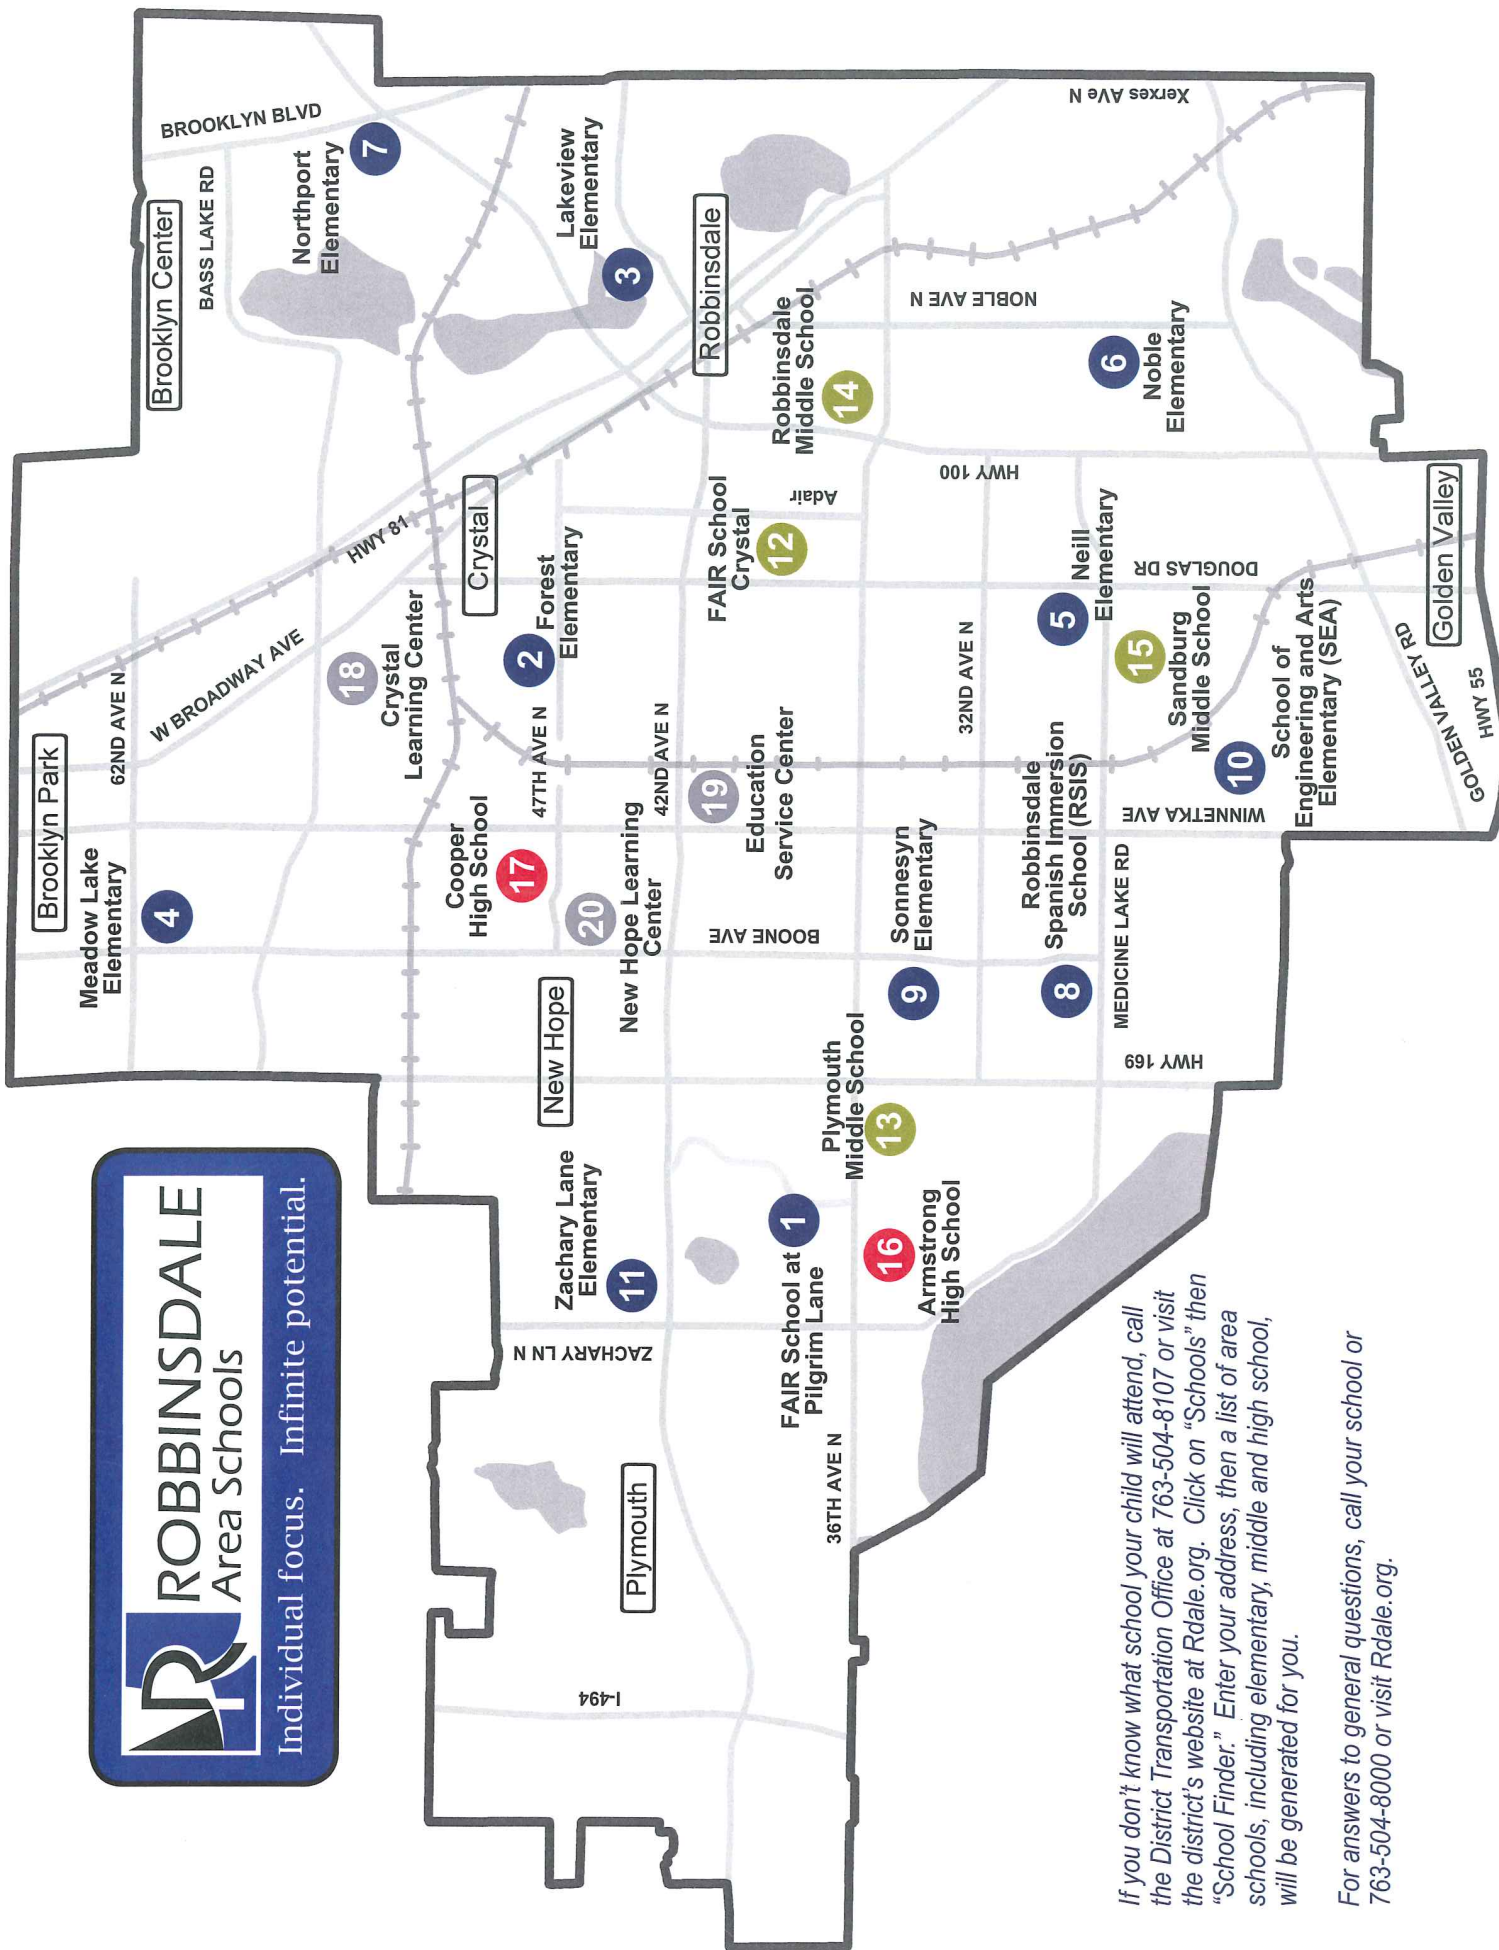 ROBBINSDALE
Area Schools
Individual focus. Infinite potential.
Brooklyn Park
Brooklyn Center
Meadow Lake
Elementary
4
62ND AVE N
W BROADWAY AVE
HWY 81
BASS LAKE RD
BROOKLYN BLVD
Northport
Elementary
7
18
Crystal
Learning Center
Crystal
Cooper
High School
17
47TH AVE N
2
Forest
Elementary
Lakeview
Elementary
3
New Hope
20
New Hope Learning
Center
Zachary Lane
Elementary
11
ZACHARY LN N
Plymouth
I-494
42ND AVE N
19
Education
Service Center
BOONE AVE
FAIR School
Crystal
12
Adair
Robbinsdale
Robbinsdale
Middle School
14
FAIR School at
Pilgrim Lane
1
36TH AVE N
Plymouth
Middle School
13
16
Armstrong
High School
Sonnesyn
Elementary
9
32ND AVE N
HWY 100
NOBLE AVE N
Xerxes AVe N
Robbinsdale
Spanish Immersion
School (RSIS)
8
MEDICINE LAKE RD
HWY 169
WINNETKA AVE
5
Neill
Elementary
15
Sandburg
Middle School
DOUGLAS DR
6
Noble
Elementary
10
School of
Engineering and Arts
Elementary (SEA)
GOLDEN VALLEY RD
HWY 55
Golden Valley
If you don't know what school your child will attend, call
the District Transportation Office at 763-504-8107 or visit
the district's website at Rdale.org. Click on "Schools" then
"School Finder." Enter your address, then a list of area
schools, including elementary, middle and high school,
will be generated for you.
For answers to general questions, call your school or
763-504-8000 or visit Rdale.org.